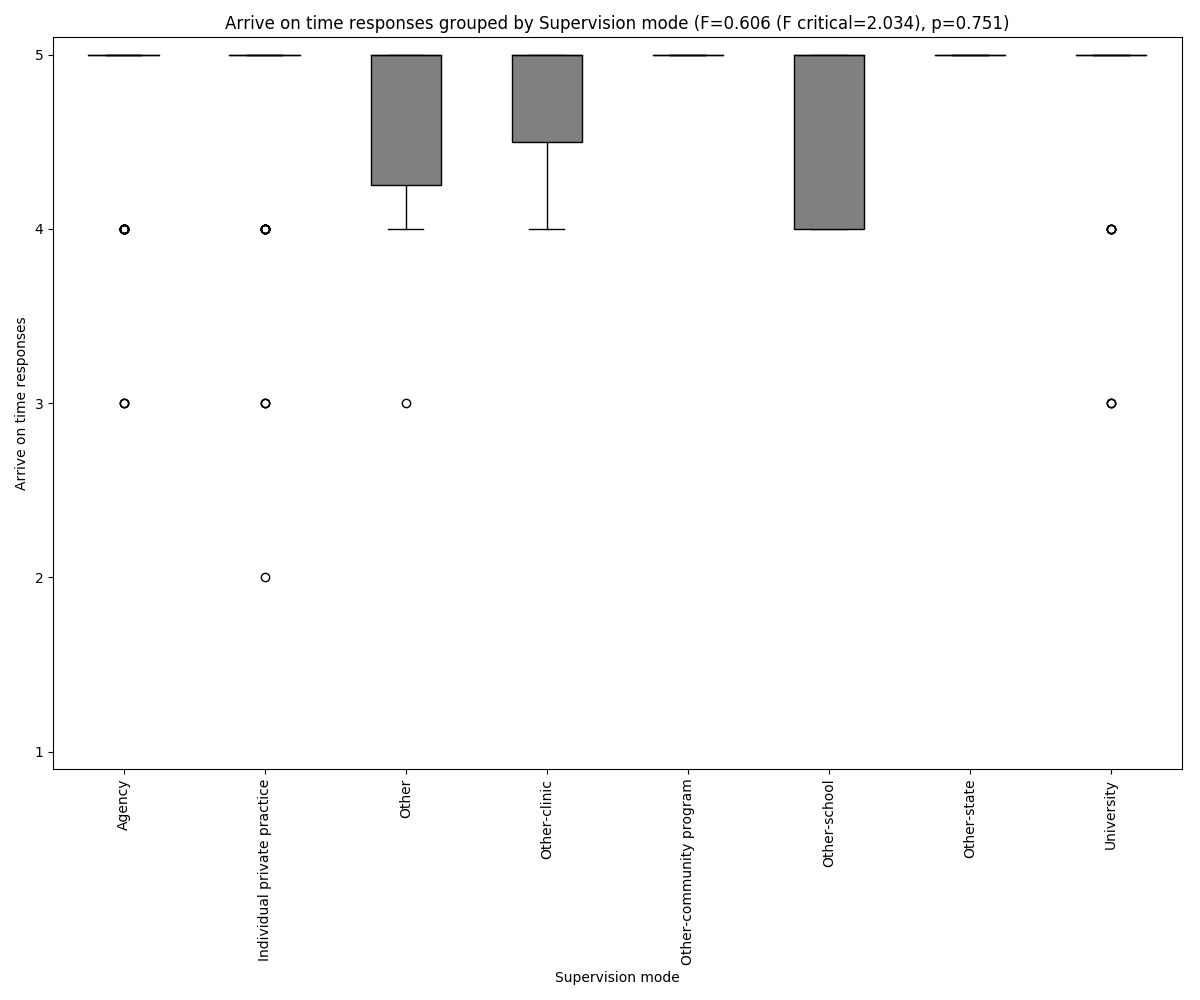 Arrive on time responses grouped by Supervision mode (F=0.606 (F critical=2.034), p=0.751)
5
4
3
2
1
Arrive on time responses
Agency
Individual private practice
Other
Other-clinic
Other-community program
Other-school
Other-state
University
Supervision mode